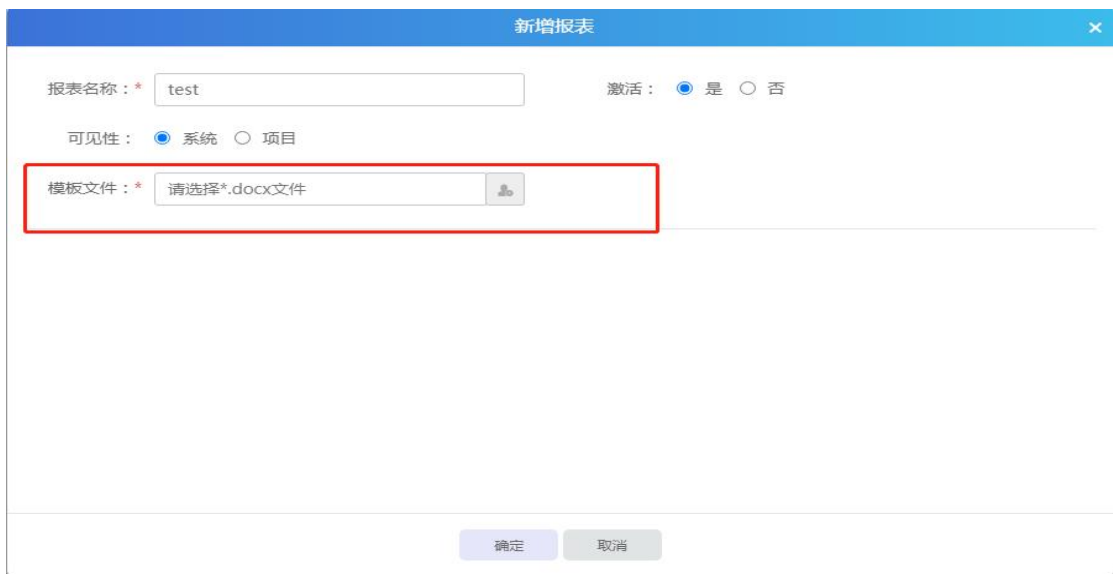 新增报表 ×
报表名称：* test 激活： 是 否
可见性： 系统 项目
模板文件：* 请选择*.docx文件
确定 取消